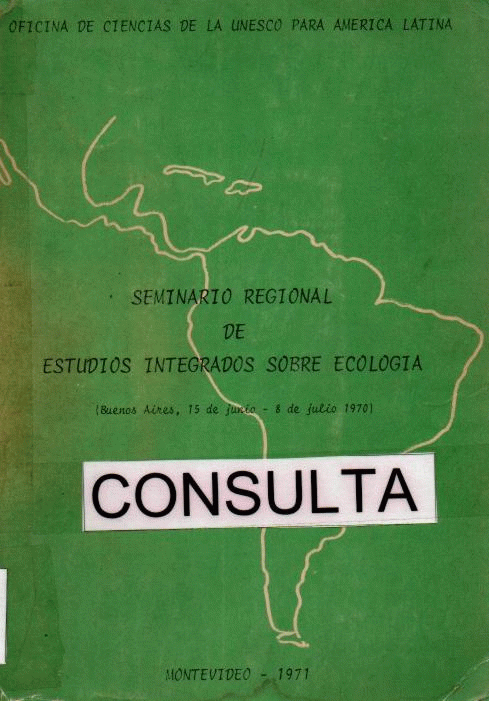 OFICINA DE CIENCIAS DE LA UNESCO PARA AMERICA LATINA
SEMINARIO REGIONAL
DE
ESTUDIOS INTEGRADOS SOBRE ECOLOGIA
(Buenos Aires, 15 de junio - 8 de julio 1970)
CONSULTA
MONTEVIDEO - 1971